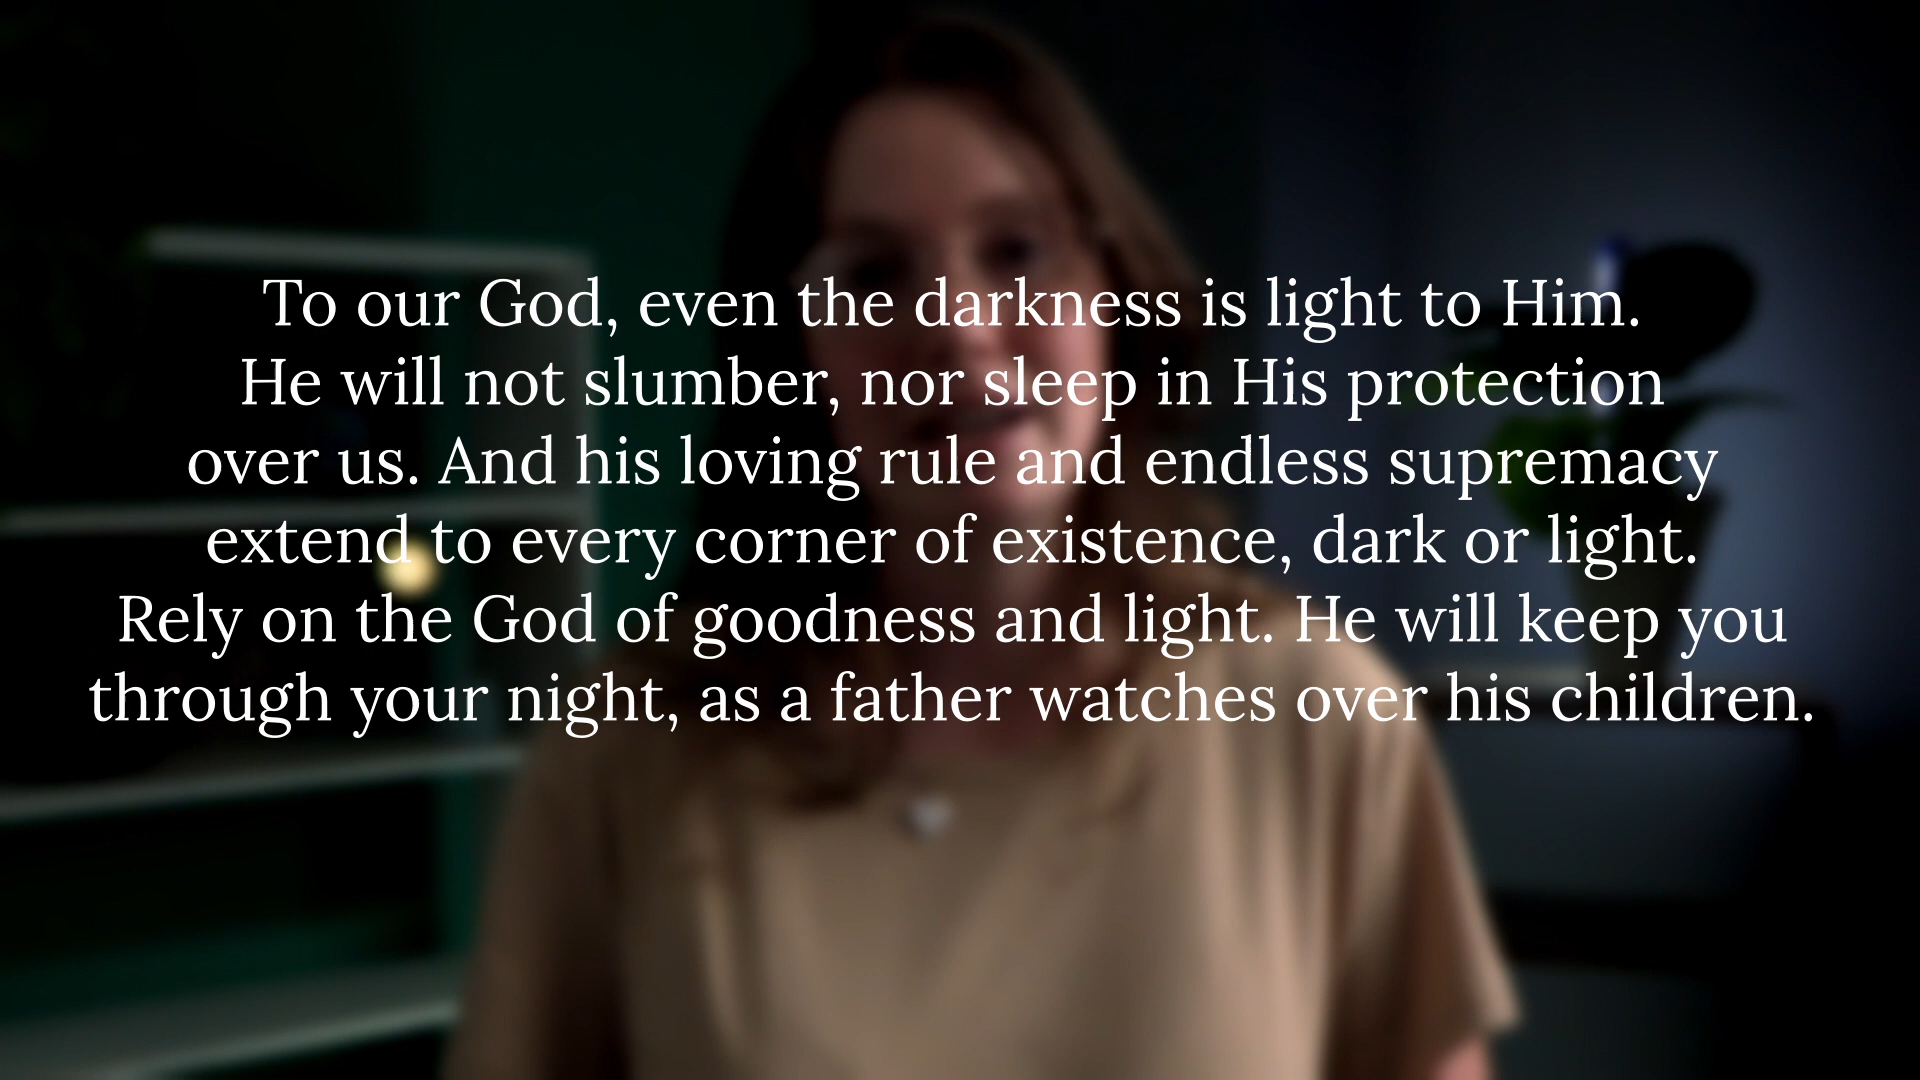 To our God, even the darkness is light to Him.
He will not slumber, nor sleep in His protection
over us. And his loving rule and endless supremacy
extend to every corner of existence, dark or light.
Rely on the God of goodness and light. He will keep you
through your night, as a father watches over his children.